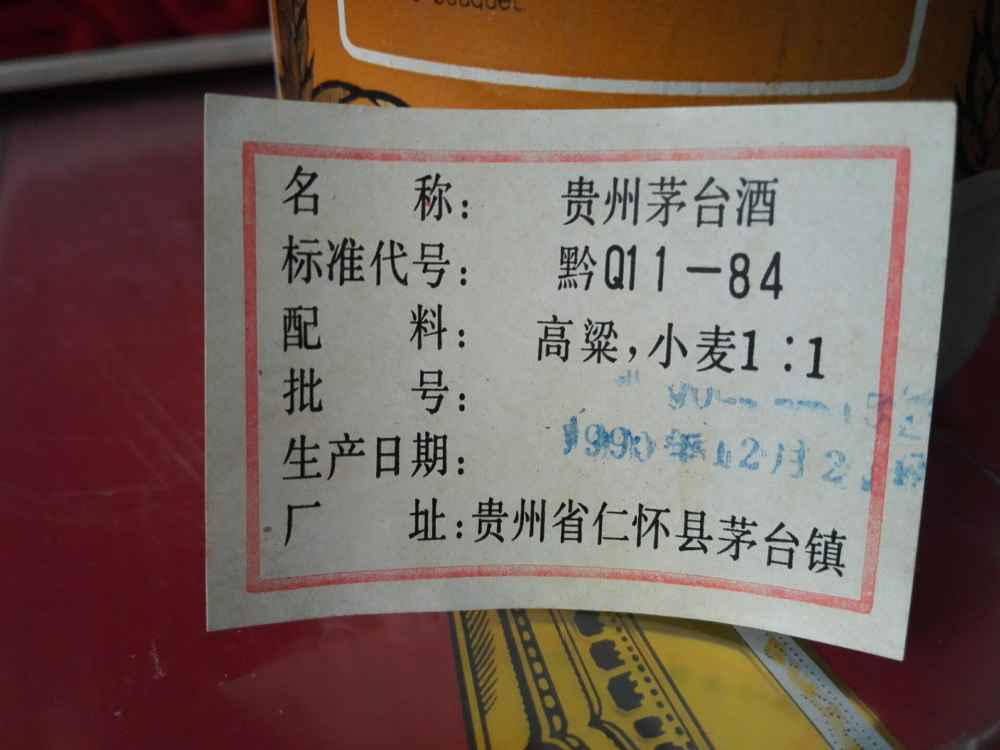 bouquet.
名 称: 贵州茅台酒
标准代号: 黔Q11-84
配 料: 高粱,小麦1:1
批 号:
生产日期: 1990年12月2
厂 址:贵州省仁怀县茅台镇